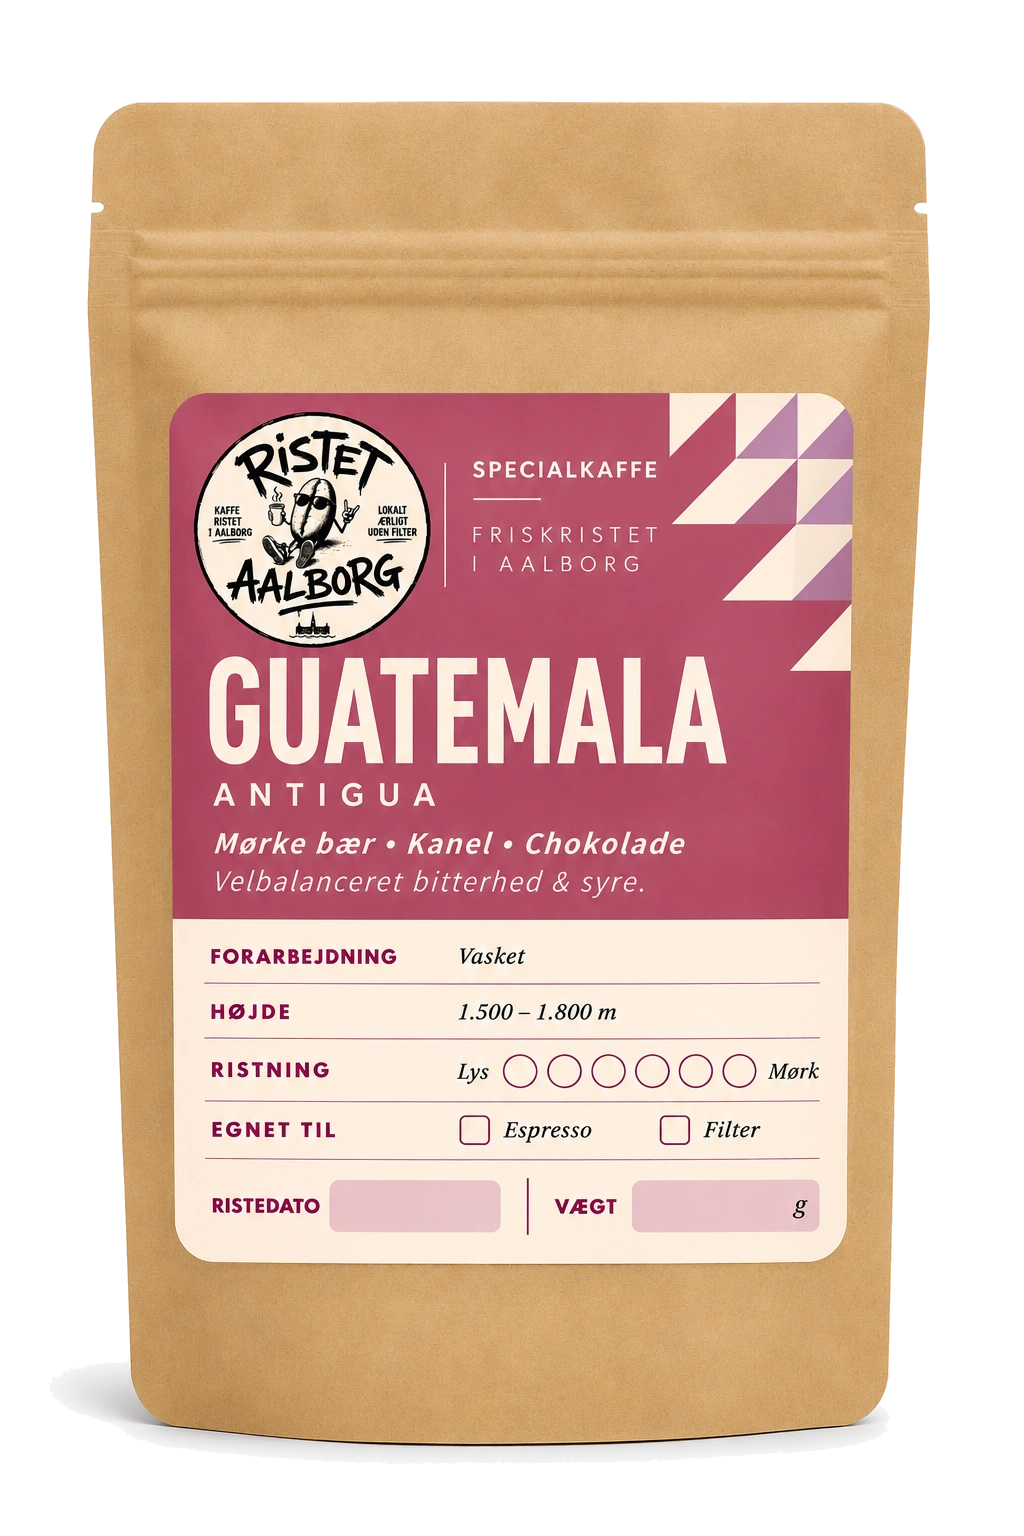 RISTET
KAFFE
RISTET
I AALBORG
LOKALT
ÆRLIGT
UDEN FILTER
AALBORG
SPECIALKAFFE
FRISKRISTET
I AALBORG
GUATEMALA
ANTIGUA
Mørke bær • Kanel • Chokolade
Velbalanceret bitterhed & syre.
FORARBEJDNING Vasket
HØJDE 1.500 – 1.800 m
RISTNING Lys Mørk
EGNET TIL Espresso Filter
RISTEDATO VÆGT g